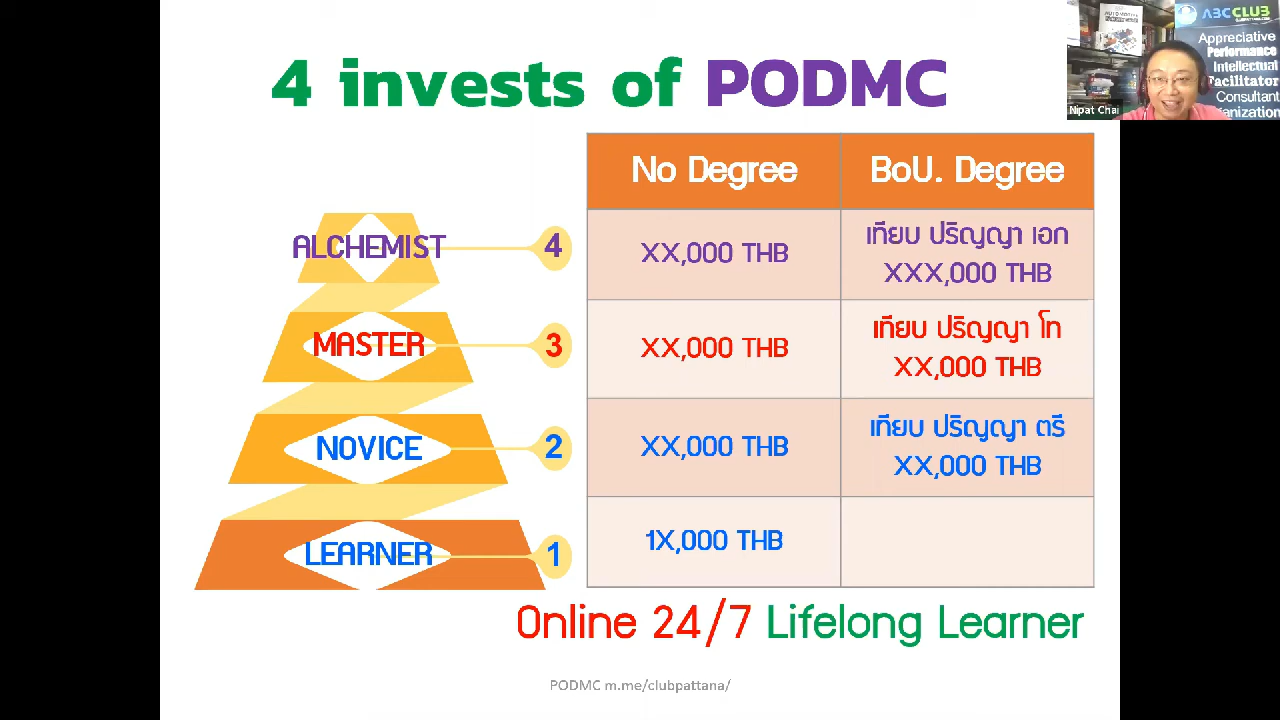 4 invests of PODMC
No Degree
BoU. Degree
ALCHEMIST
4
XX,000 THB
เทียบ ปริญญา เอก
XXX,000 THB
MASTER
3
XX,000 THB
เทียบ ปริญญา โท
XX,000 THB
NOVICE
2
XX,000 THB
เทียบ ปริญญา ตรี
XX,000 THB
LEARNER
1
1X,000 THB
Online 24/7 Lifelong Learner
PODMC m.me/clubpattana/
ABCCLUB
Appreciative
Performance
Intellectual
Facilitator
Consultant
AUTOMOTIVE
Nipat Chai